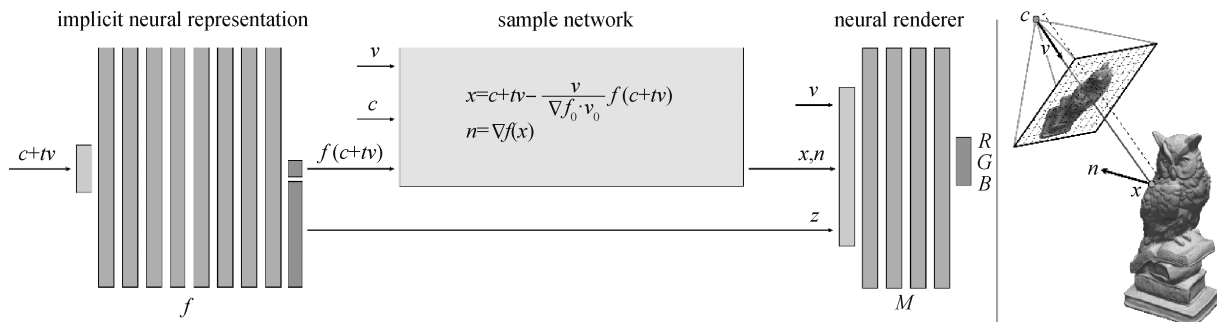 implicit neural representation
sample network
neural renderer
c+tv
f
f(c+tv)
v
c
x=c+tv- v/(∇f₀·v₀) f(c+tv)
n=∇f(x)
v
x,n
z
M
R
G
B
c
v
n
x